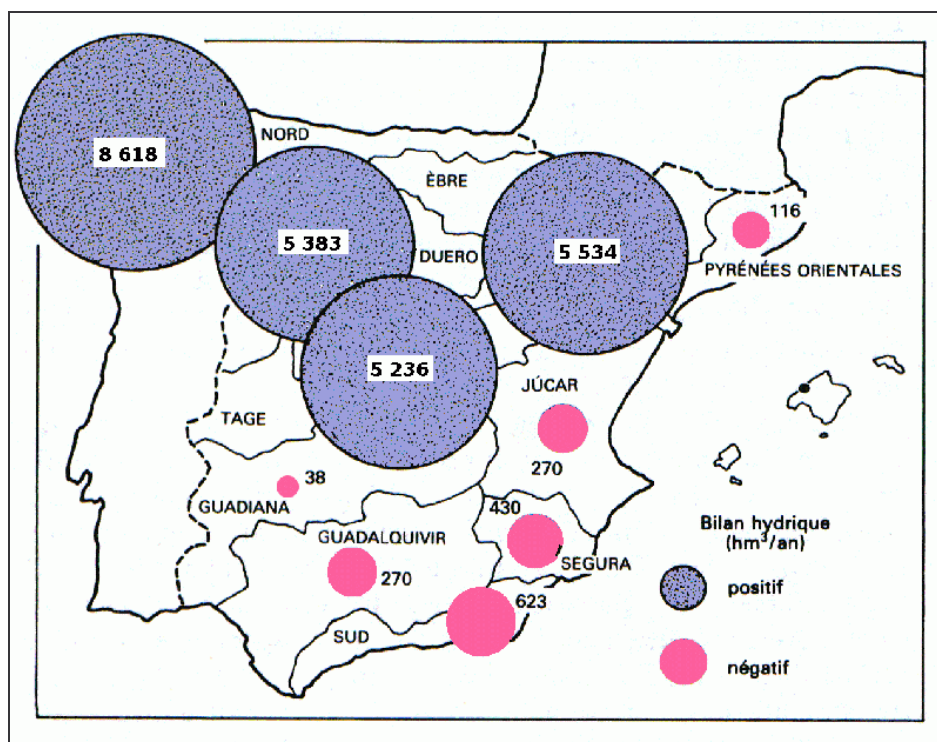 8 618
NORD
ÈBRE
5 383
DUERO
5 534
116
PYRÉNÉES ORIENTALES
5 236
JÚCAR
TAGE
270
38
GUADIANA
430
GUADALQUIVIR
270
SEGURA
623
SUD
Bilan hydrique
(hm³/an)
positif
négatif